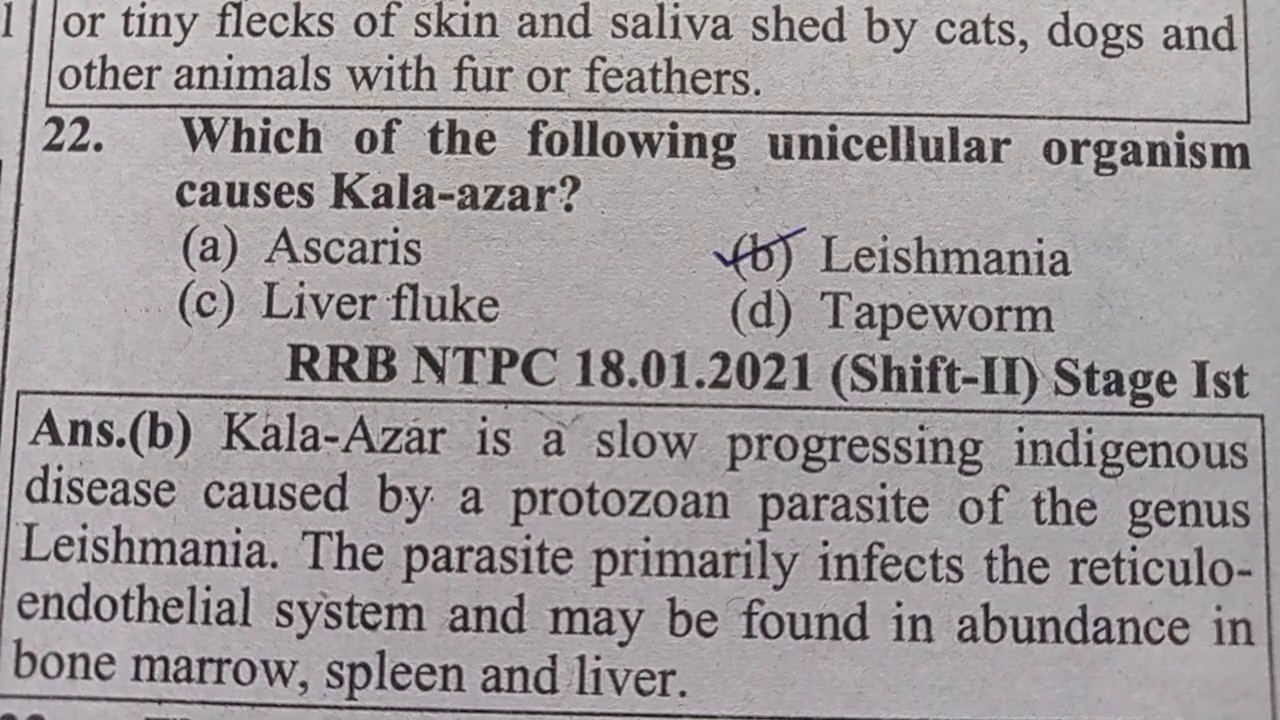 1
or tiny flecks of skin and saliva shed by cats, dogs and
other animals with fur or feathers.
22. Which of the following unicellular organism
causes Kala-azar?
(a) Ascaris (b) Leishmania
(c) Liver fluke (d) Tapeworm
RRB NTPC 18.01.2021 (Shift-II) Stage Ist
Ans.(b) Kala-Azar is a slow progressing indigenous
disease caused by a protozoan parasite of the genus
Leishmania. The parasite primarily infects the reticulo-
endothelial system and may be found in abundance in
bone marrow, spleen and liver.